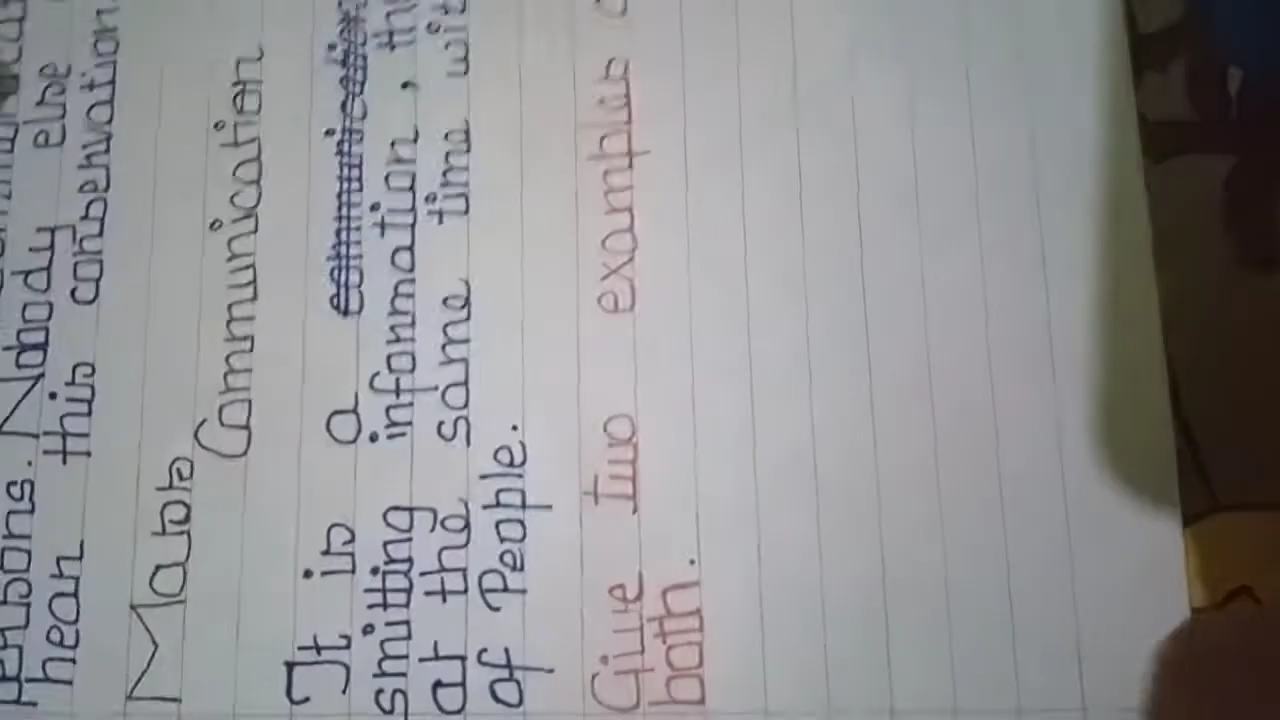 persons. Nobody else
hear this conservation
Mass
Communication
It is a
smitting information,
at the same time
of People.
Give Two examples
both.